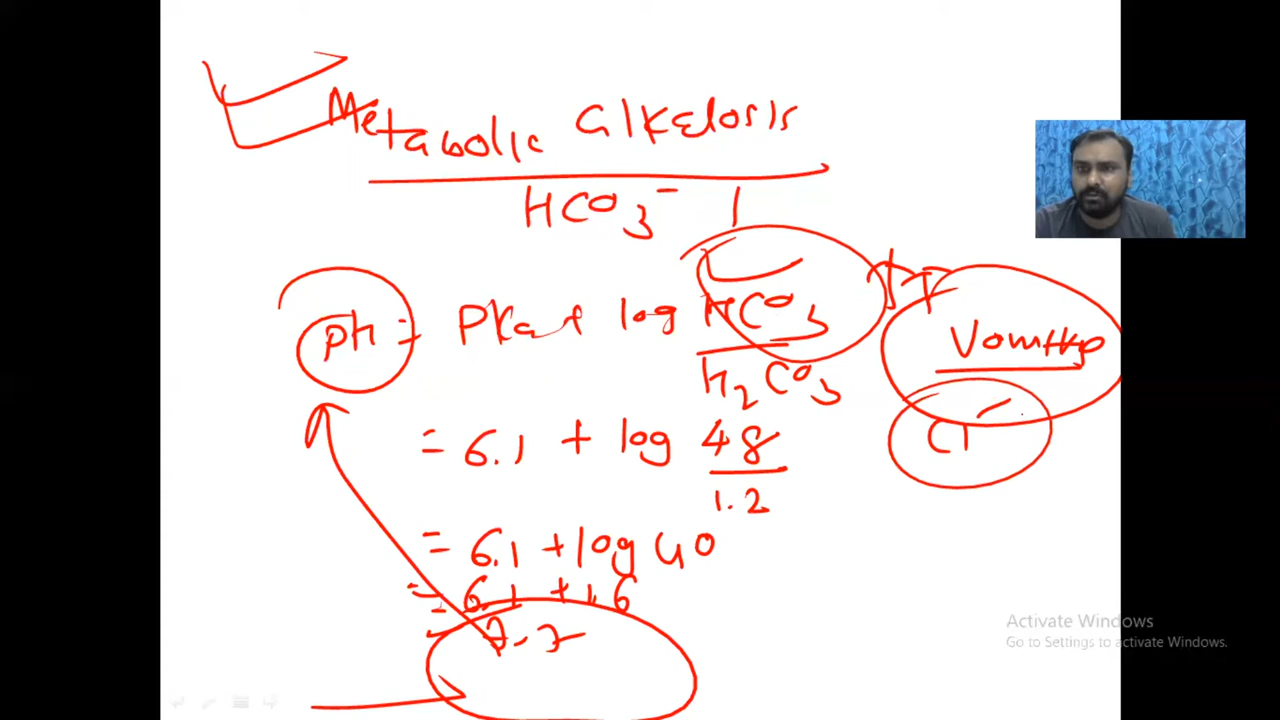 Metabolic alkalosis
HCO3-
pH = PKa + log HCO3
H2CO3
Vomiting
Cl-
= 6.1 + log 48
1.2
= 6.1 + log 40
= 6.1 + 1.6
= 7.7
Activate Windows
Go to Settings to activate Windows.